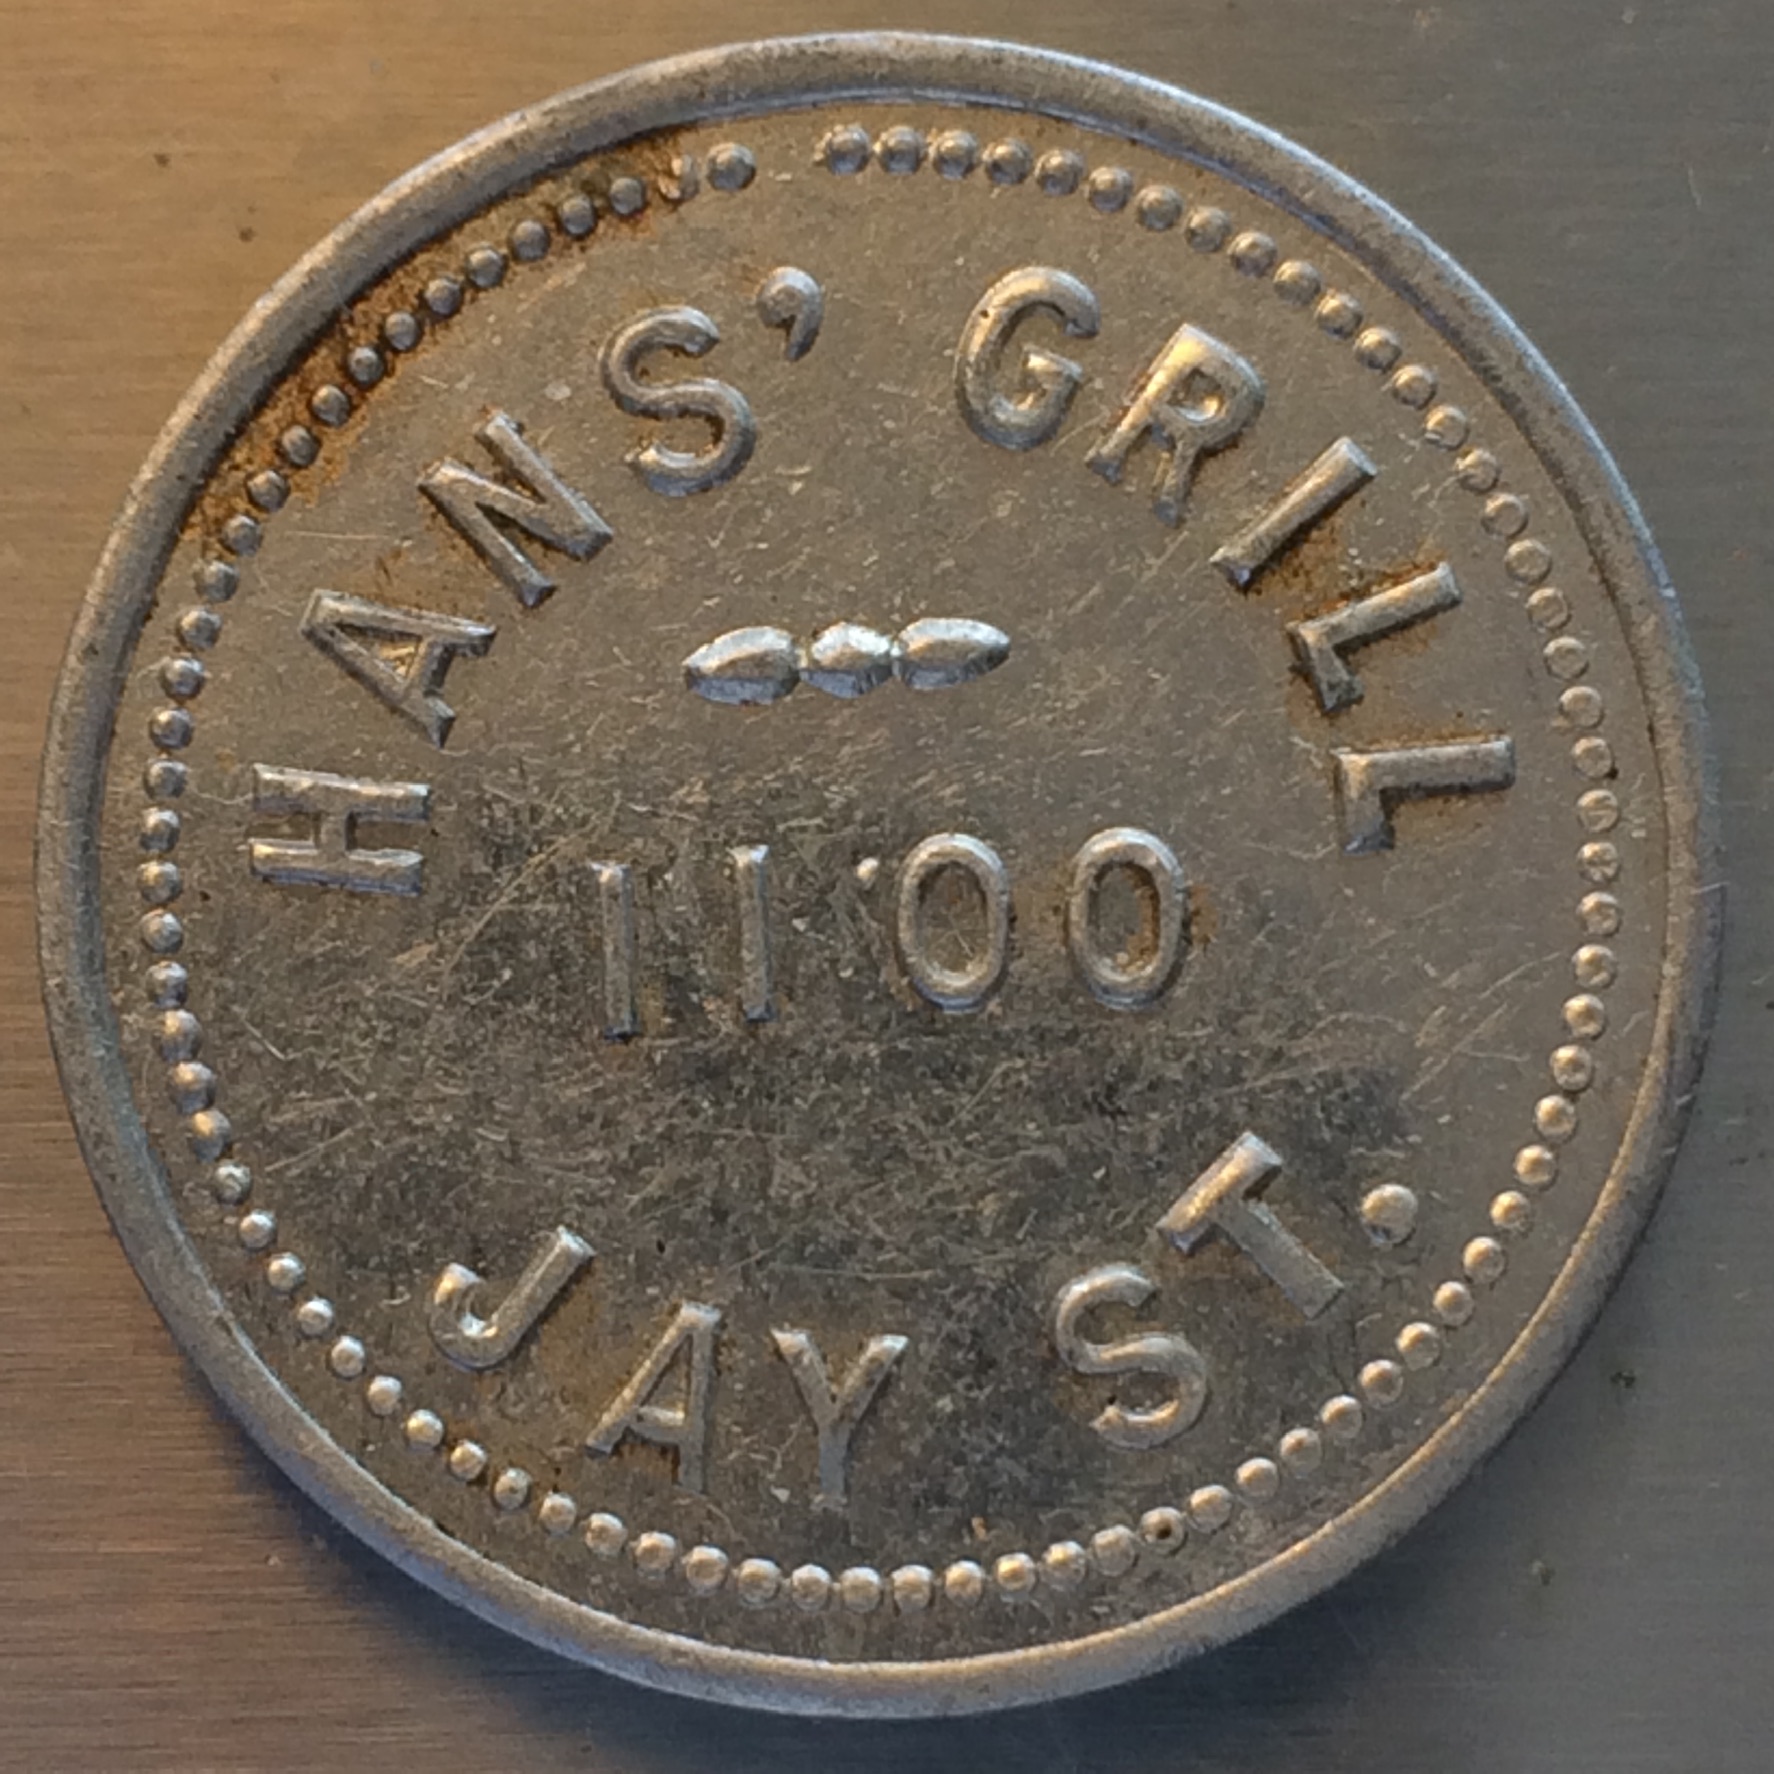 HANS' GRILL
1100
JAY ST.